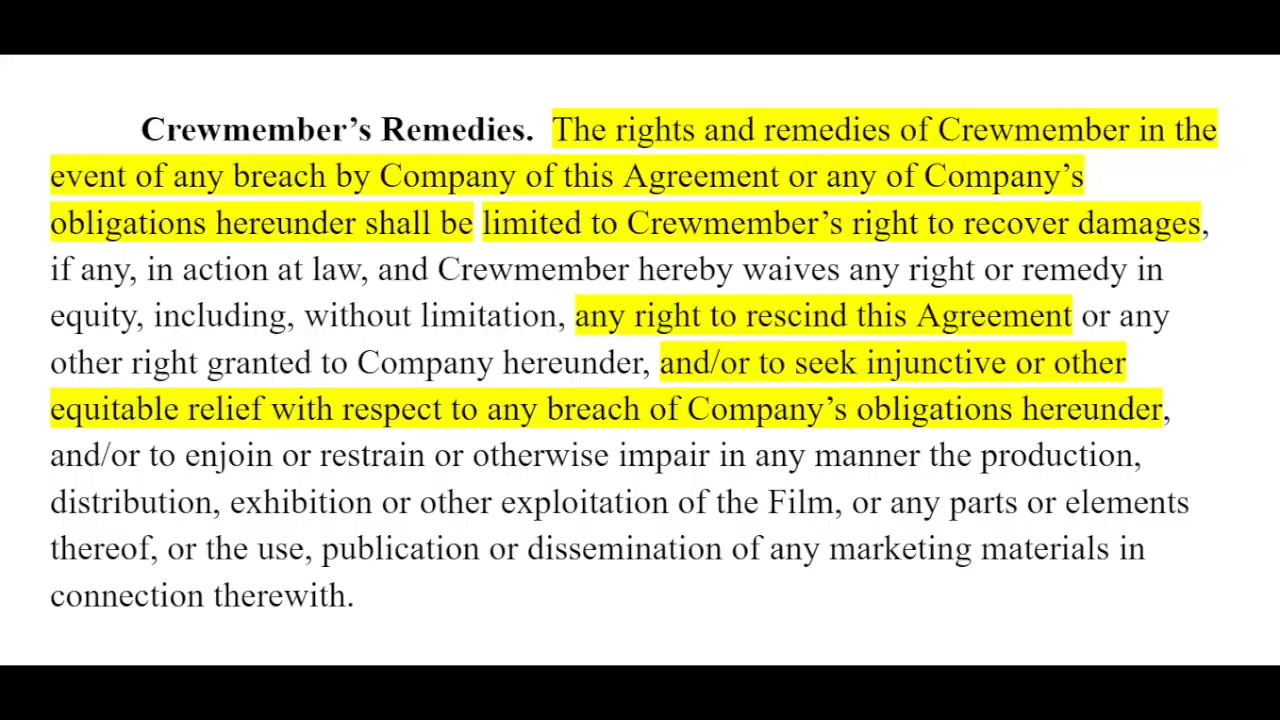 Crewmember’s Remedies. The rights and remedies of Crewmember in the
event of any breach by Company of this Agreement or any of Company’s
obligations hereunder shall be limited to Crewmember’s right to recover damages,
if any, in action at law, and Crewmember hereby waives any right or remedy in
equity, including, without limitation, any right to rescind this Agreement or any
other right granted to Company hereunder, and/or to seek injunctive or other
equitable relief with respect to any breach of Company’s obligations hereunder,
and/or to enjoin or restrain or otherwise impair in any manner the production,
distribution, exhibition or other exploitation of the Film, or any parts or elements
thereof, or the use, publication or dissemination of any marketing materials in
connection therewith.